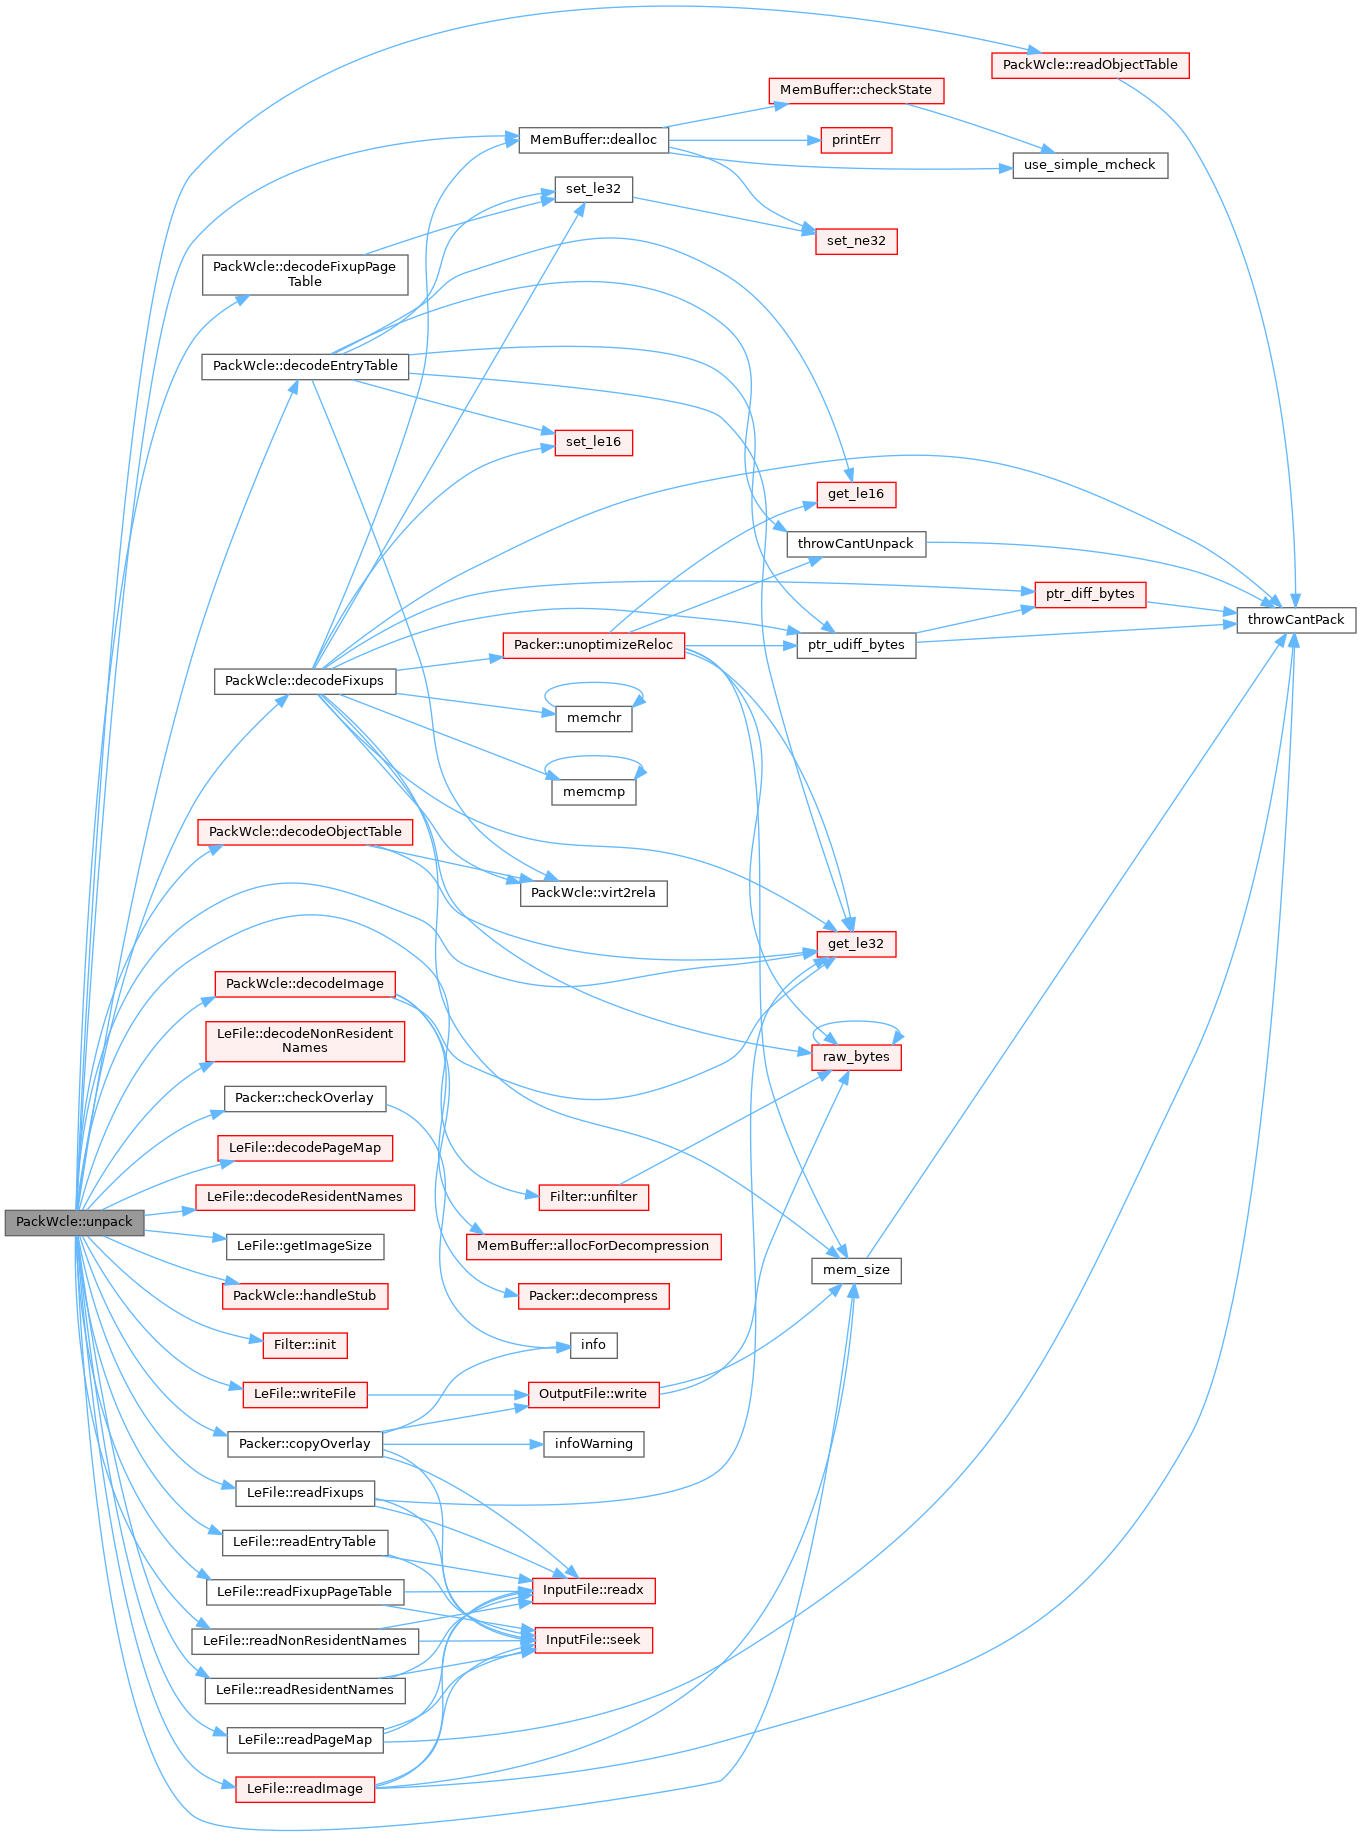 PackWcle::readObjectTable
MemBuffer::checkState
MemBuffer::dealloc
printErr
use_simple_mcheck
set_le32
set_ne32
PackWcle::decodeFixupPage
Table
PackWcle::decodeEntryTable
set_le16
get_le16
throwCantUnpack
ptr_diff_bytes
throwCantPack
Packer::unoptimizeReloc
ptr_udiff_bytes
PackWcle::decodeFixups
memchr
memcmp
PackWcle::decodeObjectTable
PackWcle::virt2rela
get_le32
PackWcle::decodeImage
LeFile::decodeNonResident
Names
raw_bytes
Packer::checkOverlay
LeFile::decodePageMap
LeFile::decodeResidentNames
Filter::unfilter
PackWcle::unpack
LeFile::getImageSize
MemBuffer::allocForDecompression
mem_size
PackWcle::handleStub
Packer::decompress
Filter::init
info
LeFile::writeFile
OutputFile::write
Packer::copyOverlay
infoWarning
LeFile::readFixups
LeFile::readEntryTable
LeFile::readFixupPageTable
InputFile::readx
LeFile::readNonResidentNames
InputFile::seek
LeFile::readResidentNames
LeFile::readPageMap
LeFile::readImage